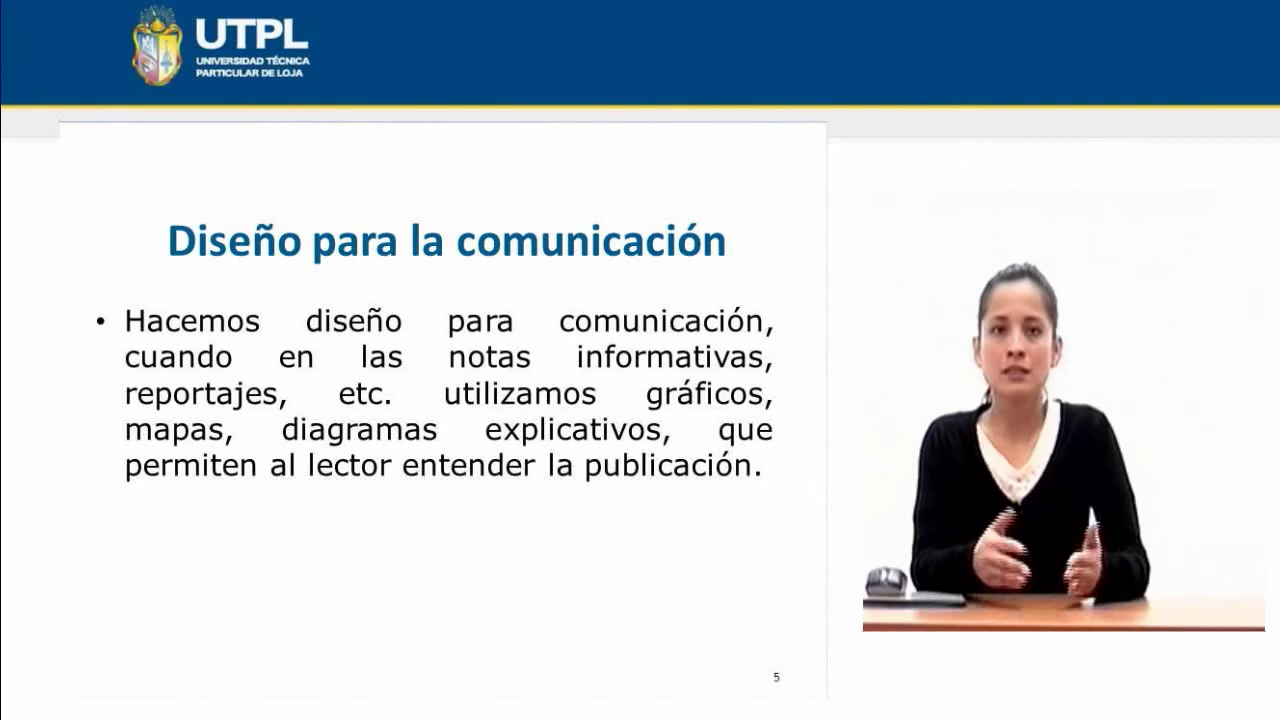 UTPL
UNIVERSIDAD TÉCNICA
PARTICULAR DE LOJA
Diseño para la comunicación
• Hacemos diseño para comunicación,
cuando en las notas informativas,
reportajes, etc. utilizamos gráficos,
mapas, diagramas explicativos, que
permiten al lector entender la publicación.
5